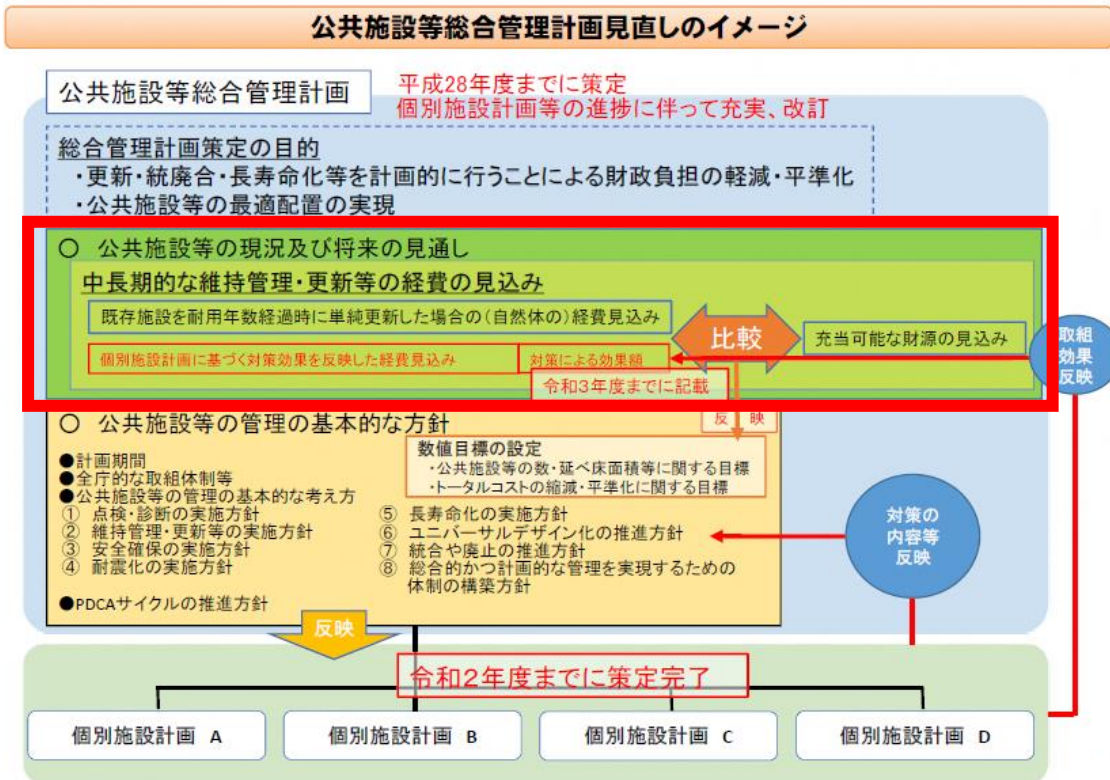 公共施設等総合管理計画見直しのイメージ
公共施設等総合管理計画
平成28年度までに策定
個別施設計画等の進捗に伴って充実、改訂
総合管理計画策定の目的
・更新・統廃合・長寿命化等を計画的に行うことによる財政負担の軽減・平準化
・公共施設等の最適配置の実現
〇 公共施設等の現況及び将来の見通し
中長期的な維持管理・更新等の経費の見込み
既存施設を耐用年数経過時に単純更新した場合の(自然体の)経費見込み
比較
充当可能な財源の見込み
個別施設計画に基づく対策効果を反映した経費見込み
対策による効果額
令和3年度までに記載
取組
効果
反映
〇 公共施設等の管理の基本的な方針
反 映
数値目標の設定
・公共施設等の数・延べ床面積等に関する目標
・トータルコストの縮減・平準化に関する目標
●計画期間
●全庁的な取組体制等
●公共施設等の管理の基本的な考え方
① 点検・診断の実施方針
② 維持管理・更新等の実施方針
③ 安全確保の実施方針
④ 耐震化の実施方針
⑤ 長寿命化の実施方針
⑥ ユニバーサルデザイン化の推進方針
⑦ 統合や廃止の推進方針
⑧ 総合的かつ計画的な管理を実現するための
体制の構築方針
●PDCAサイクルの推進方針
対策の
内容等
反映
反映
令和2年度までに策定完了
個別施設計画 A
個別施設計画 B
個別施設計画 C
個別施設計画 D